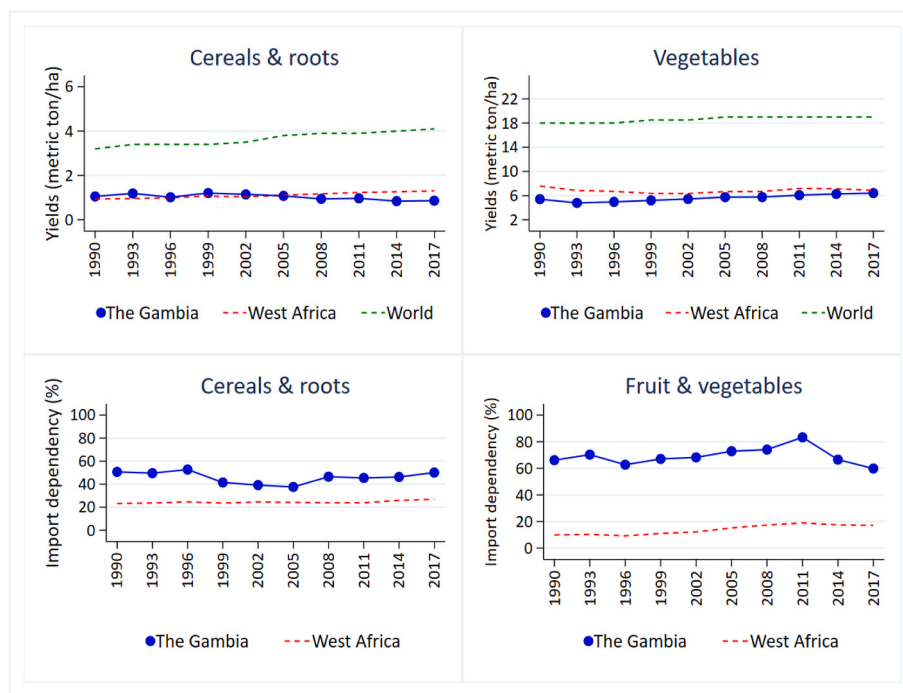 Cereals & roots
Yields (metric ton/ha)
6
4
2
0
1990 1993 1996 1999 2002 2005 2008 2011 2014 2017
The Gambia West Africa World
Vegetables
Yields (metric ton/ha)
22
18
14
10
6
2
1990 1993 1996 1999 2002 2005 2008 2011 2014 2017
The Gambia West Africa World
Cereals & roots
Import dependency (%)
100
80
60
40
20
0
1990 1993 1996 1999 2002 2005 2008 2011 2014 2017
The Gambia West Africa
Fruit & vegetables
Import dependency (%)
100
80
60
40
20
0
1990 1993 1996 1999 2002 2005 2008 2011 2014 2017
The Gambia West Africa